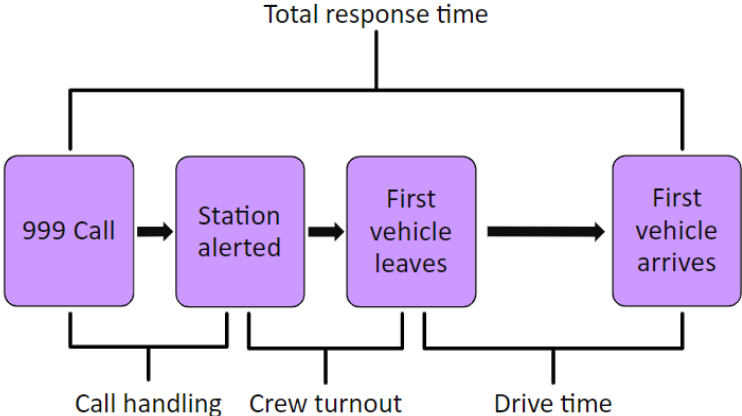 Total response time
999 Call
Station
alerted
First
vehicle
leaves
First
vehicle
arrives
Call handling
Crew turnout
Drive time